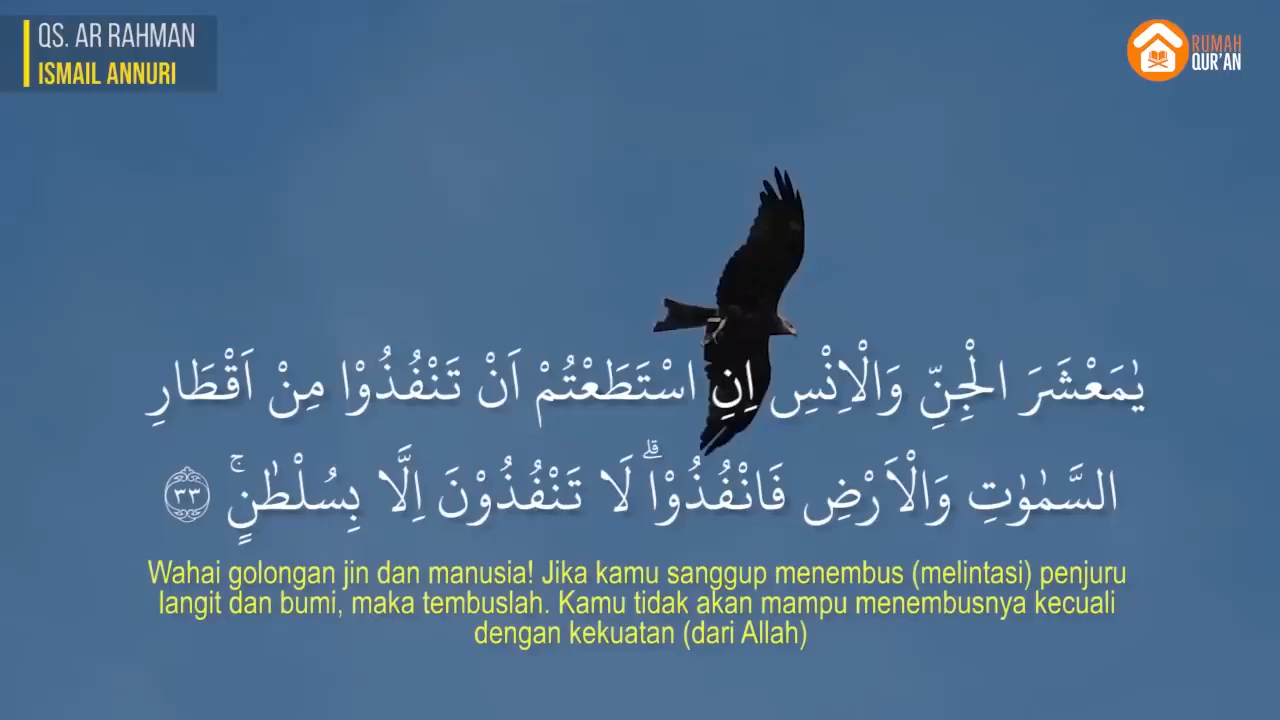 QS. AR RAHMAN
ISMAIL ANNURI
RUMAH
QUR'AN
يٰمَعْشَرَ الْجِنِّ وَالْاِنْسِ اِنِ اسْتَطَعْتُمْ اَنْ تَنْفُذُوْا مِنْ اَقْطَارِ
السَّمٰوٰتِ وَالْاَرْضِ فَانْفُذُوْاۗ لَا تَنْفُذُوْنَ اِلَّا بِسُلْطٰنٍۚ ٣٣
Wahai golongan jin dan manusia! Jika kamu sanggup menembus (melintasi) penjuru
langit dan bumi, maka tembuslah. Kamu tidak akan mampu menembusnya kecuali
dengan kekuatan (dari Allah)